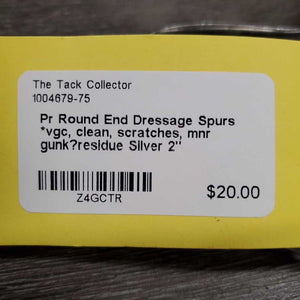 The Tack Collector
1004679-75
Pr Round End Dressage Spurs
*vgc, clean, scratches, mnr
gunk?residue Silver 2"
$20.00
Z4GCTR